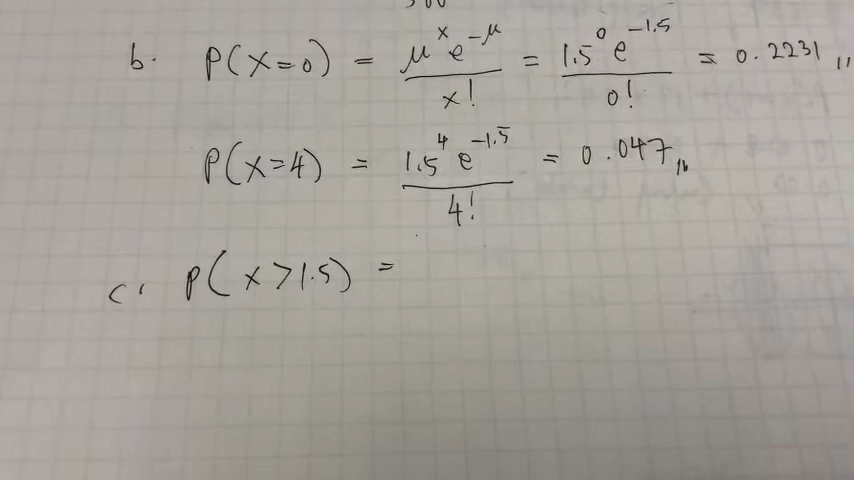 b. P(X=0) = μ^x e^-μ / x! = 1.5^0 e^-1.5 / 0! = 0.2231 //
P(X=4) = 1.5^4 e^-1.5 / 4! = 0.047 //
c. P(X>1.5) =